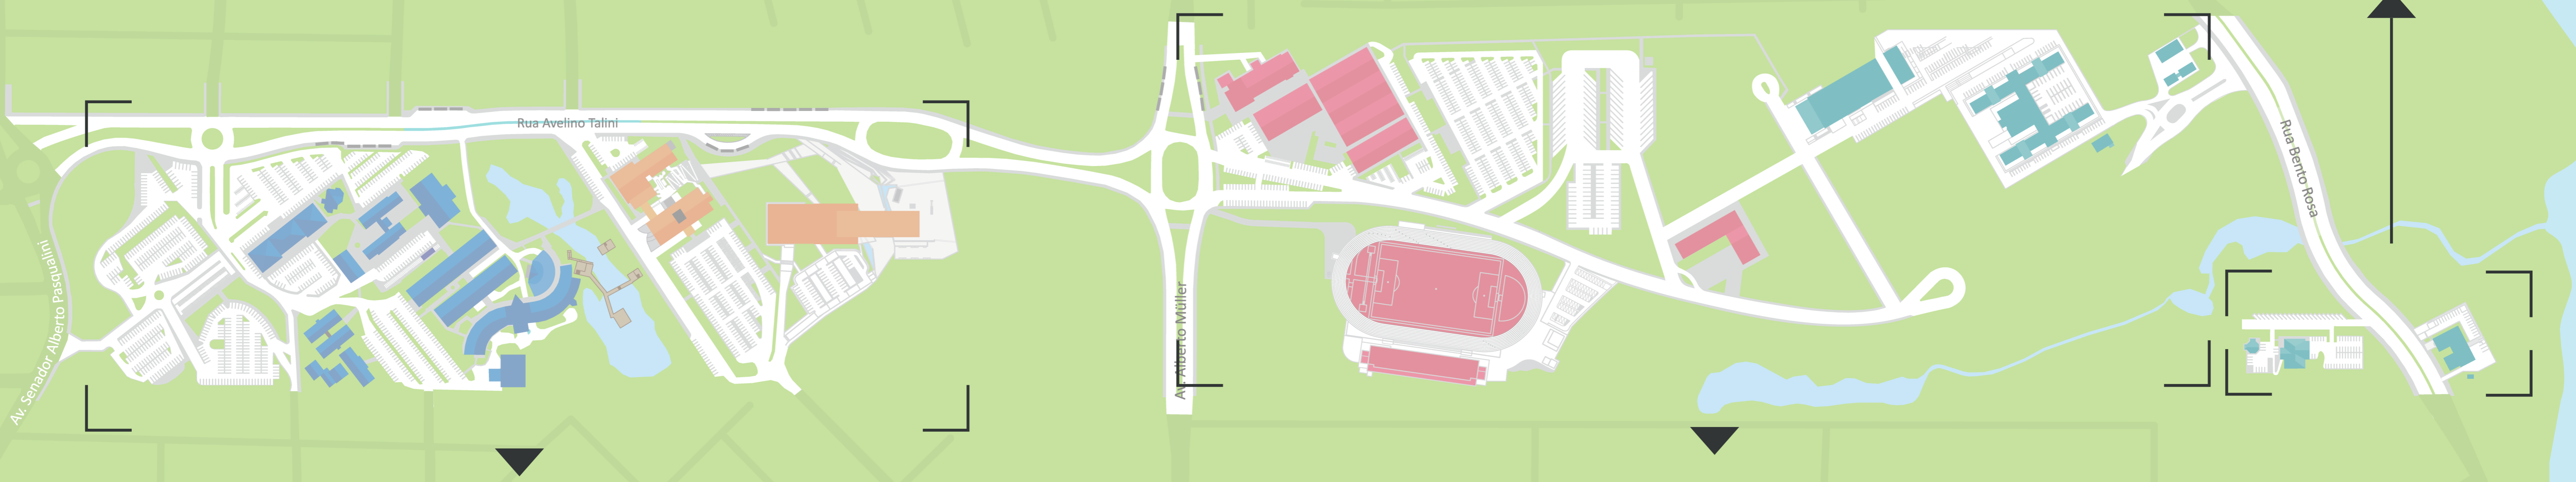 Rua Avelino Talini
Av. Senador Alberto Pasqualini
Av. Alberto Müller
Rua Bento Rosa